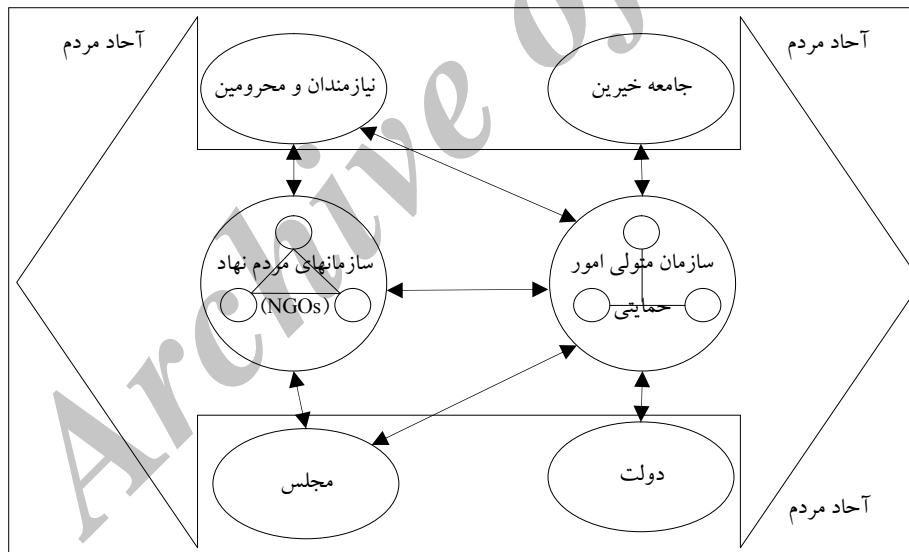 آحاد مردم
آحاد مردم
جامعه خیرین
نیازمندان و محرومین
سازمان متولی امور
حمایتی
سازمانهای مردم نهاد
(NGOs)
دولت
مجلس
آحاد مردم
Archive of